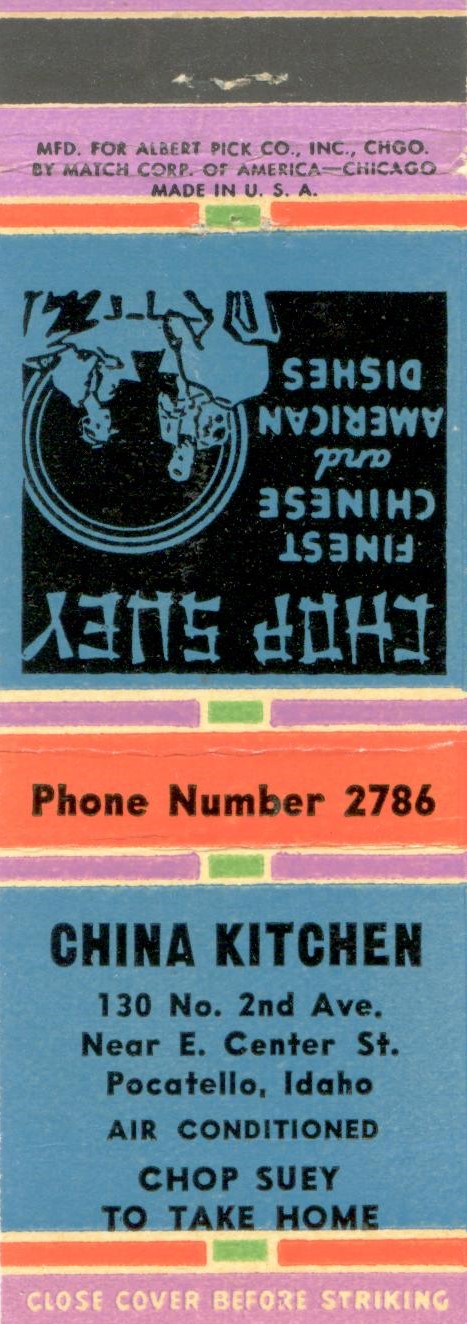 MFD. FOR ALBERT PICK CO., INC., CHGO.
BY MATCH CORP. OF AMERICA—CHICAGO
MADE IN U. S. A.
CHOP SUEY
FINEST
CHINESE
and
AMERICAN
DISHES
Phone Number 2786
CHINA KITCHEN
130 No. 2nd Ave.
Near E. Center St.
Pocatello, Idaho
AIR CONDITIONED
CHOP SUEY
TO TAKE HOME
CLOSE COVER BEFORE STRIKING